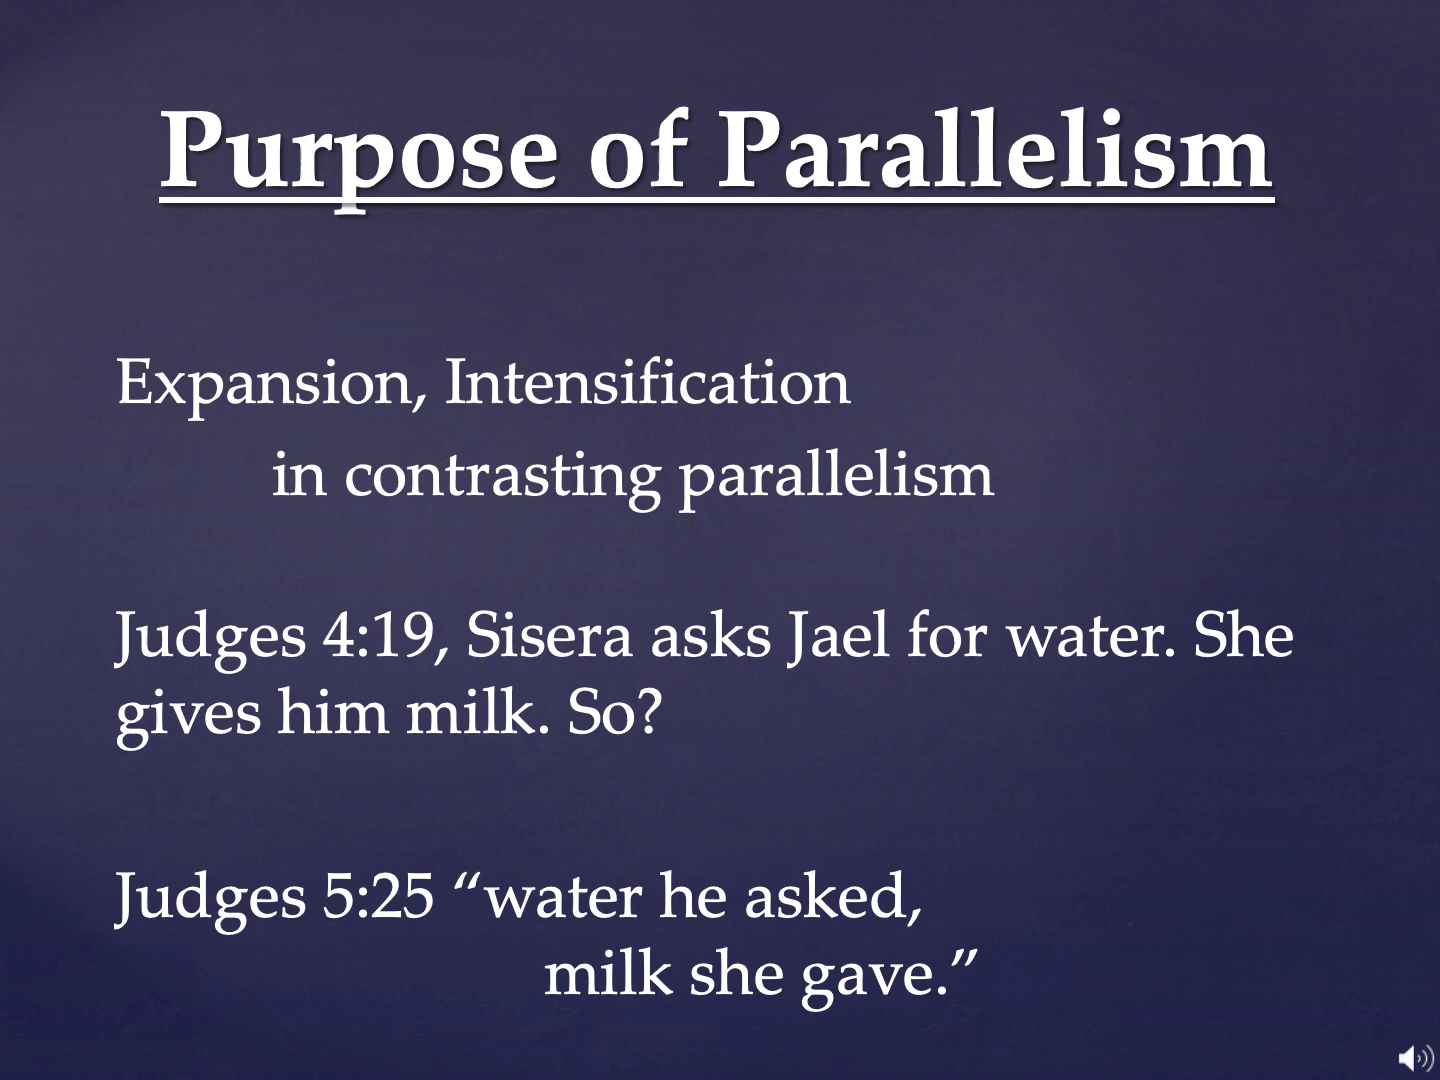 Purpose of Parallelism
Expansion, Intensification
in contrasting parallelism
Judges 4:19, Sisera asks Jael for water. She
gives him milk. So?
Judges 5:25 “water he asked,
milk she gave.”